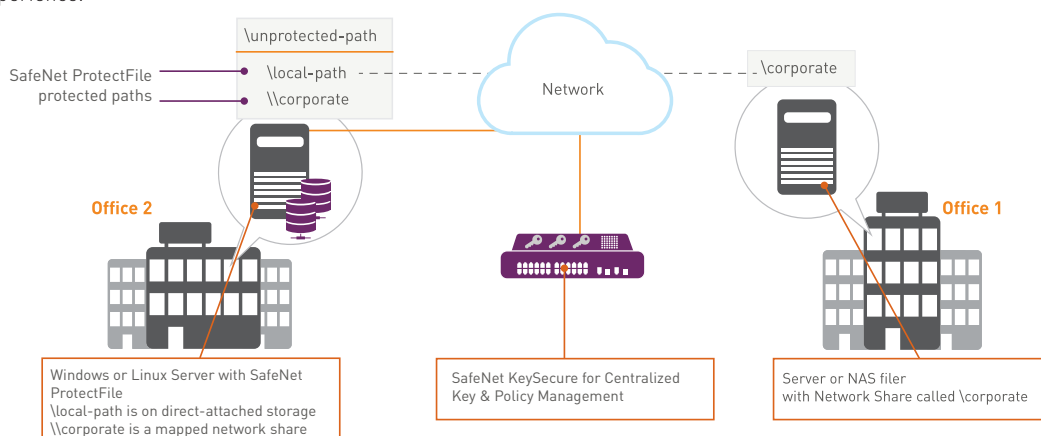 \unprotected-path
SafeNet ProtectFile
protected paths
\local-path
\\corporate
Network
\corporate
Office 2
Office 1
Windows or Linux Server with SafeNet
ProtectFile
\local-path is on direct-attached storage
\\corporate is a mapped network share
SafeNet KeySecure for Centralized
Key & Policy Management
Server or NAS filer
with Network Share called \corporate